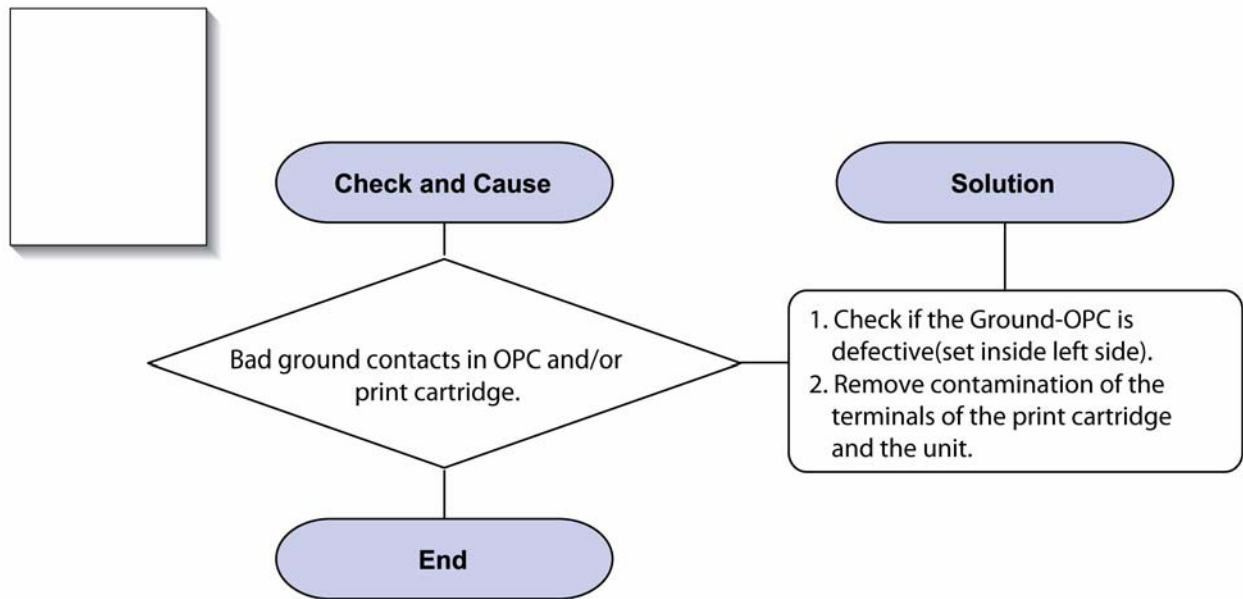 Check and Cause
Solution
Bad ground contacts in OPC and/or
print cartridge.
1. Check if the Ground-OPC is
defective(set inside left side).
2. Remove contamination of the
terminals of the print cartridge
and the unit.
End